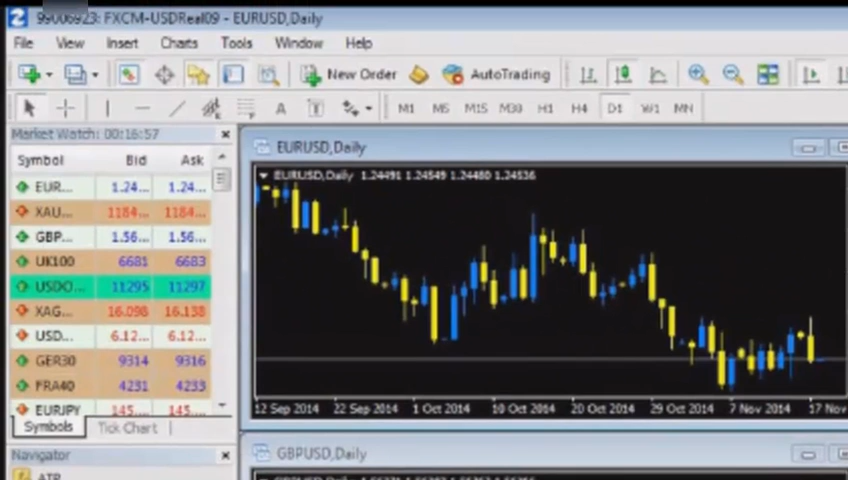 99006923: FXCM-USDReal09 - EURUSD,Daily
File View Insert Charts Tools Window Help
New Order AutoTrading
A T M1 M5 M15 M30 H1 H4 D1 W1 MN
Market Watch: 00:16:57
Symbol Bid Ask
EUR... 1.24... 1.24...
XAU... 1184... 1184...
GBP... 1.56... 1.56...
UK100 6681 6683
USDO... 11295 11297
XAG... 16.098 16.138
USD... 6.12... 6.12...
GER30 9314 9316
FRA40 4231 4233
EURJPY 145.... 145....
Symbols Tick Chart
Navigator
ATR
EURUSD,Daily
EURUSD,Daily 1.24491 1.24549 1.24480 1.24536
12 Sep 2014 22 Sep 2014 1 Oct 2014 10 Oct 2014 20 Oct 2014 29 Oct 2014 7 Nov 2014 17 Nov
GBPUSD,Daily